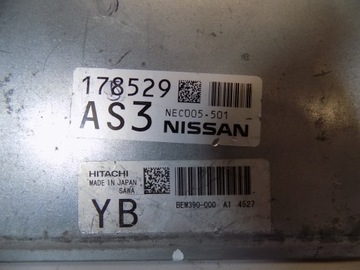 178529
NEC005-501
AS3 NISSAN
HITACHI
MADE IN JAPAN
SAWA
YB
BEM390-000 A1 4527